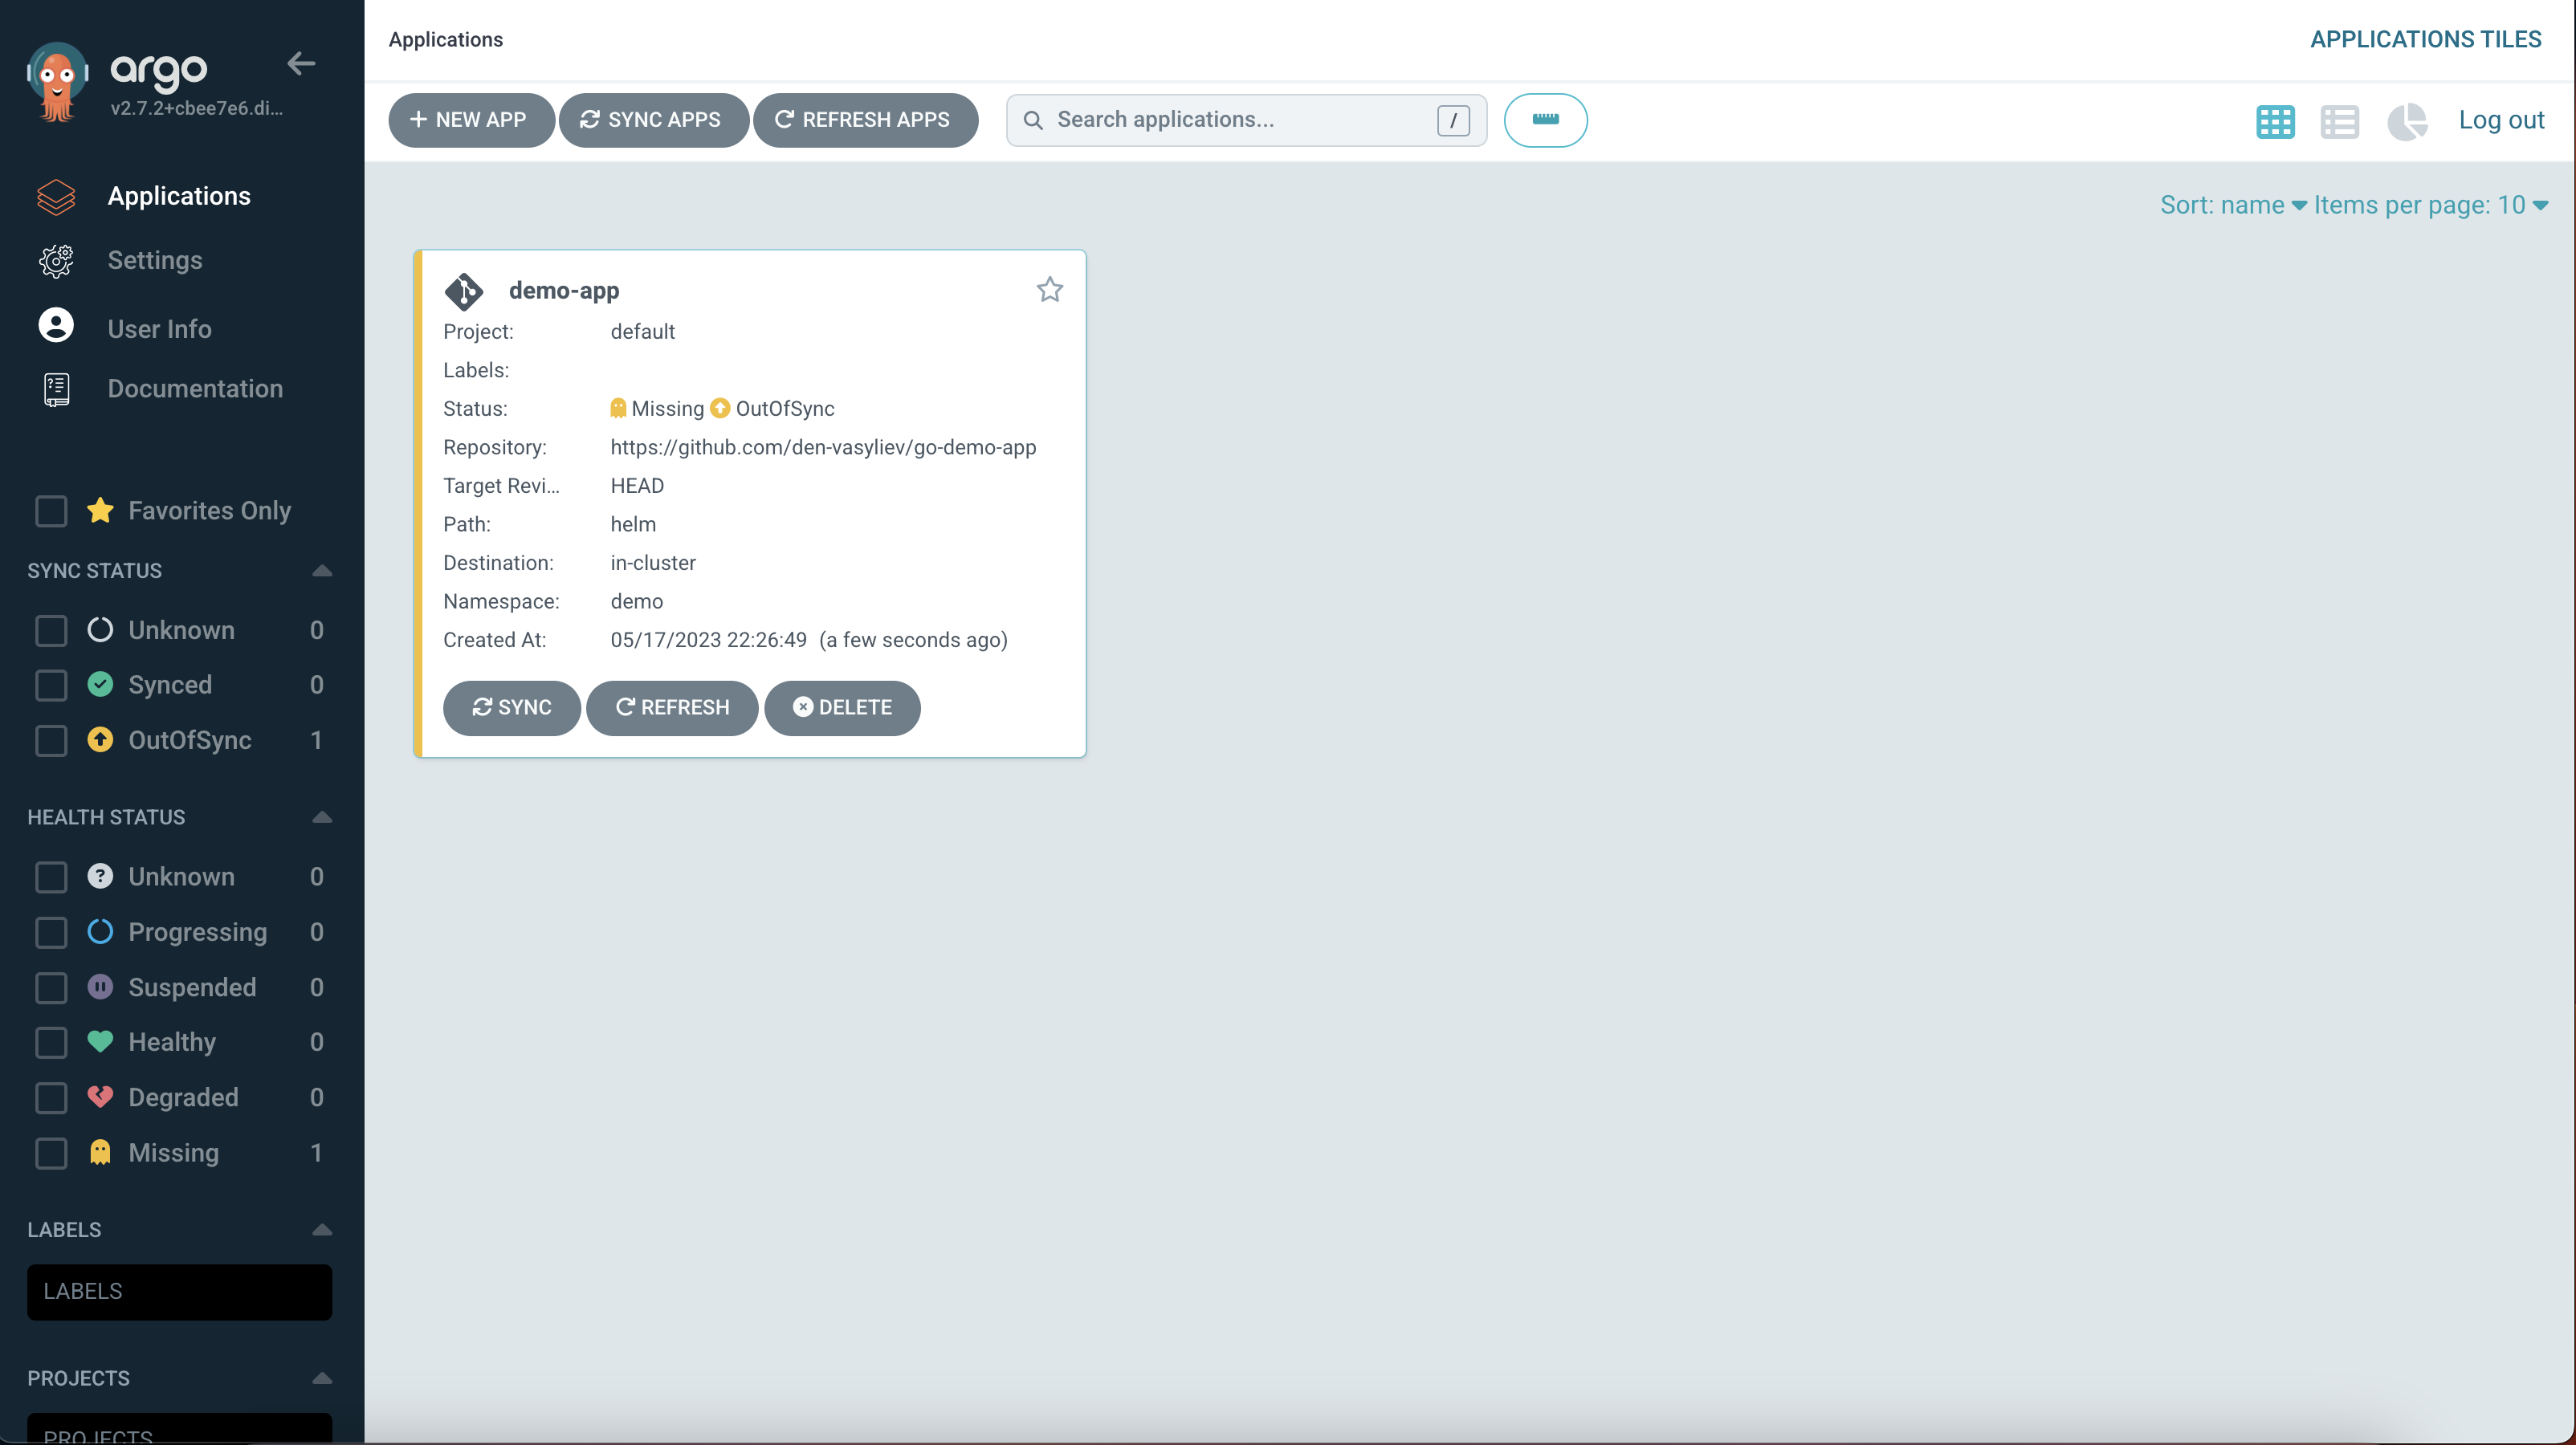 argo
v2.7.2+cbee7e6.di...
Applications
Settings
User Info
Documentation
Favorites Only
SYNC STATUS
Unknown 0
Synced 0
OutOfSync 1
HEALTH STATUS
Unknown 0
Progressing 0
Suspended 0
Healthy 0
Degraded 0
Missing 1
LABELS
LABELS
PROJECTS
PROJECTS
Applications
APPLICATIONS TILES
+ NEW APP SYNC APPS REFRESH APPS Search applications... / Log out
Sort: name Items per page: 10
demo-app
Project: default
Labels:
Status: Missing OutOfSync
Repository: https://github.com/den-vasyliev/go-demo-app
Target Revi... HEAD
Path: helm
Destination: in-cluster
Namespace: demo
Created At: 05/17/2023 22:26:49 (a few seconds ago)
SYNC REFRESH DELETE